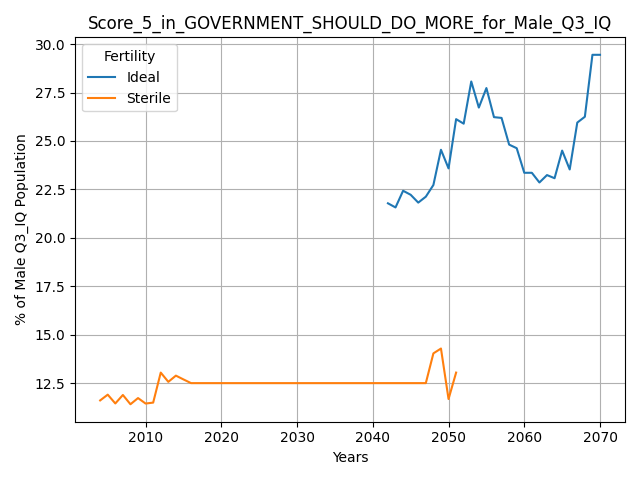 Score_5_in_GOVERNMENT_SHOULD_DO_MORE_for_Male_Q3_IQ
Fertility
Ideal
Sterile
30.0
27.5
25.0
22.5
20.0
17.5
15.0
12.5
% of Male Q3_IQ Population
2010
2020
2030
2040
2050
2060
2070
Years